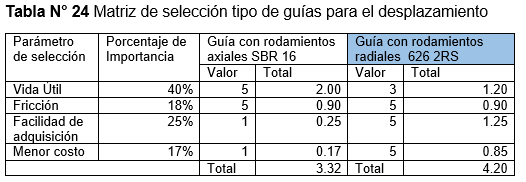 Tabla N° 24 Matriz de selección tipo de guías para el desplazamiento
Parámetro de selección Porcentaje de Importancia Guía con rodamientos axiales SBR 16 Guía con rodamientos radiales 626 2RS
Valor Total Valor Total
Vida Útil 40% 5 2.00 3 1.20
Fricción 18% 5 0.90 5 0.90
Facilidad de adquisición 25% 1 0.25 5 1.25
Menor costo 17% 1 0.17 5 0.85
Total 3.32 Total 4.20